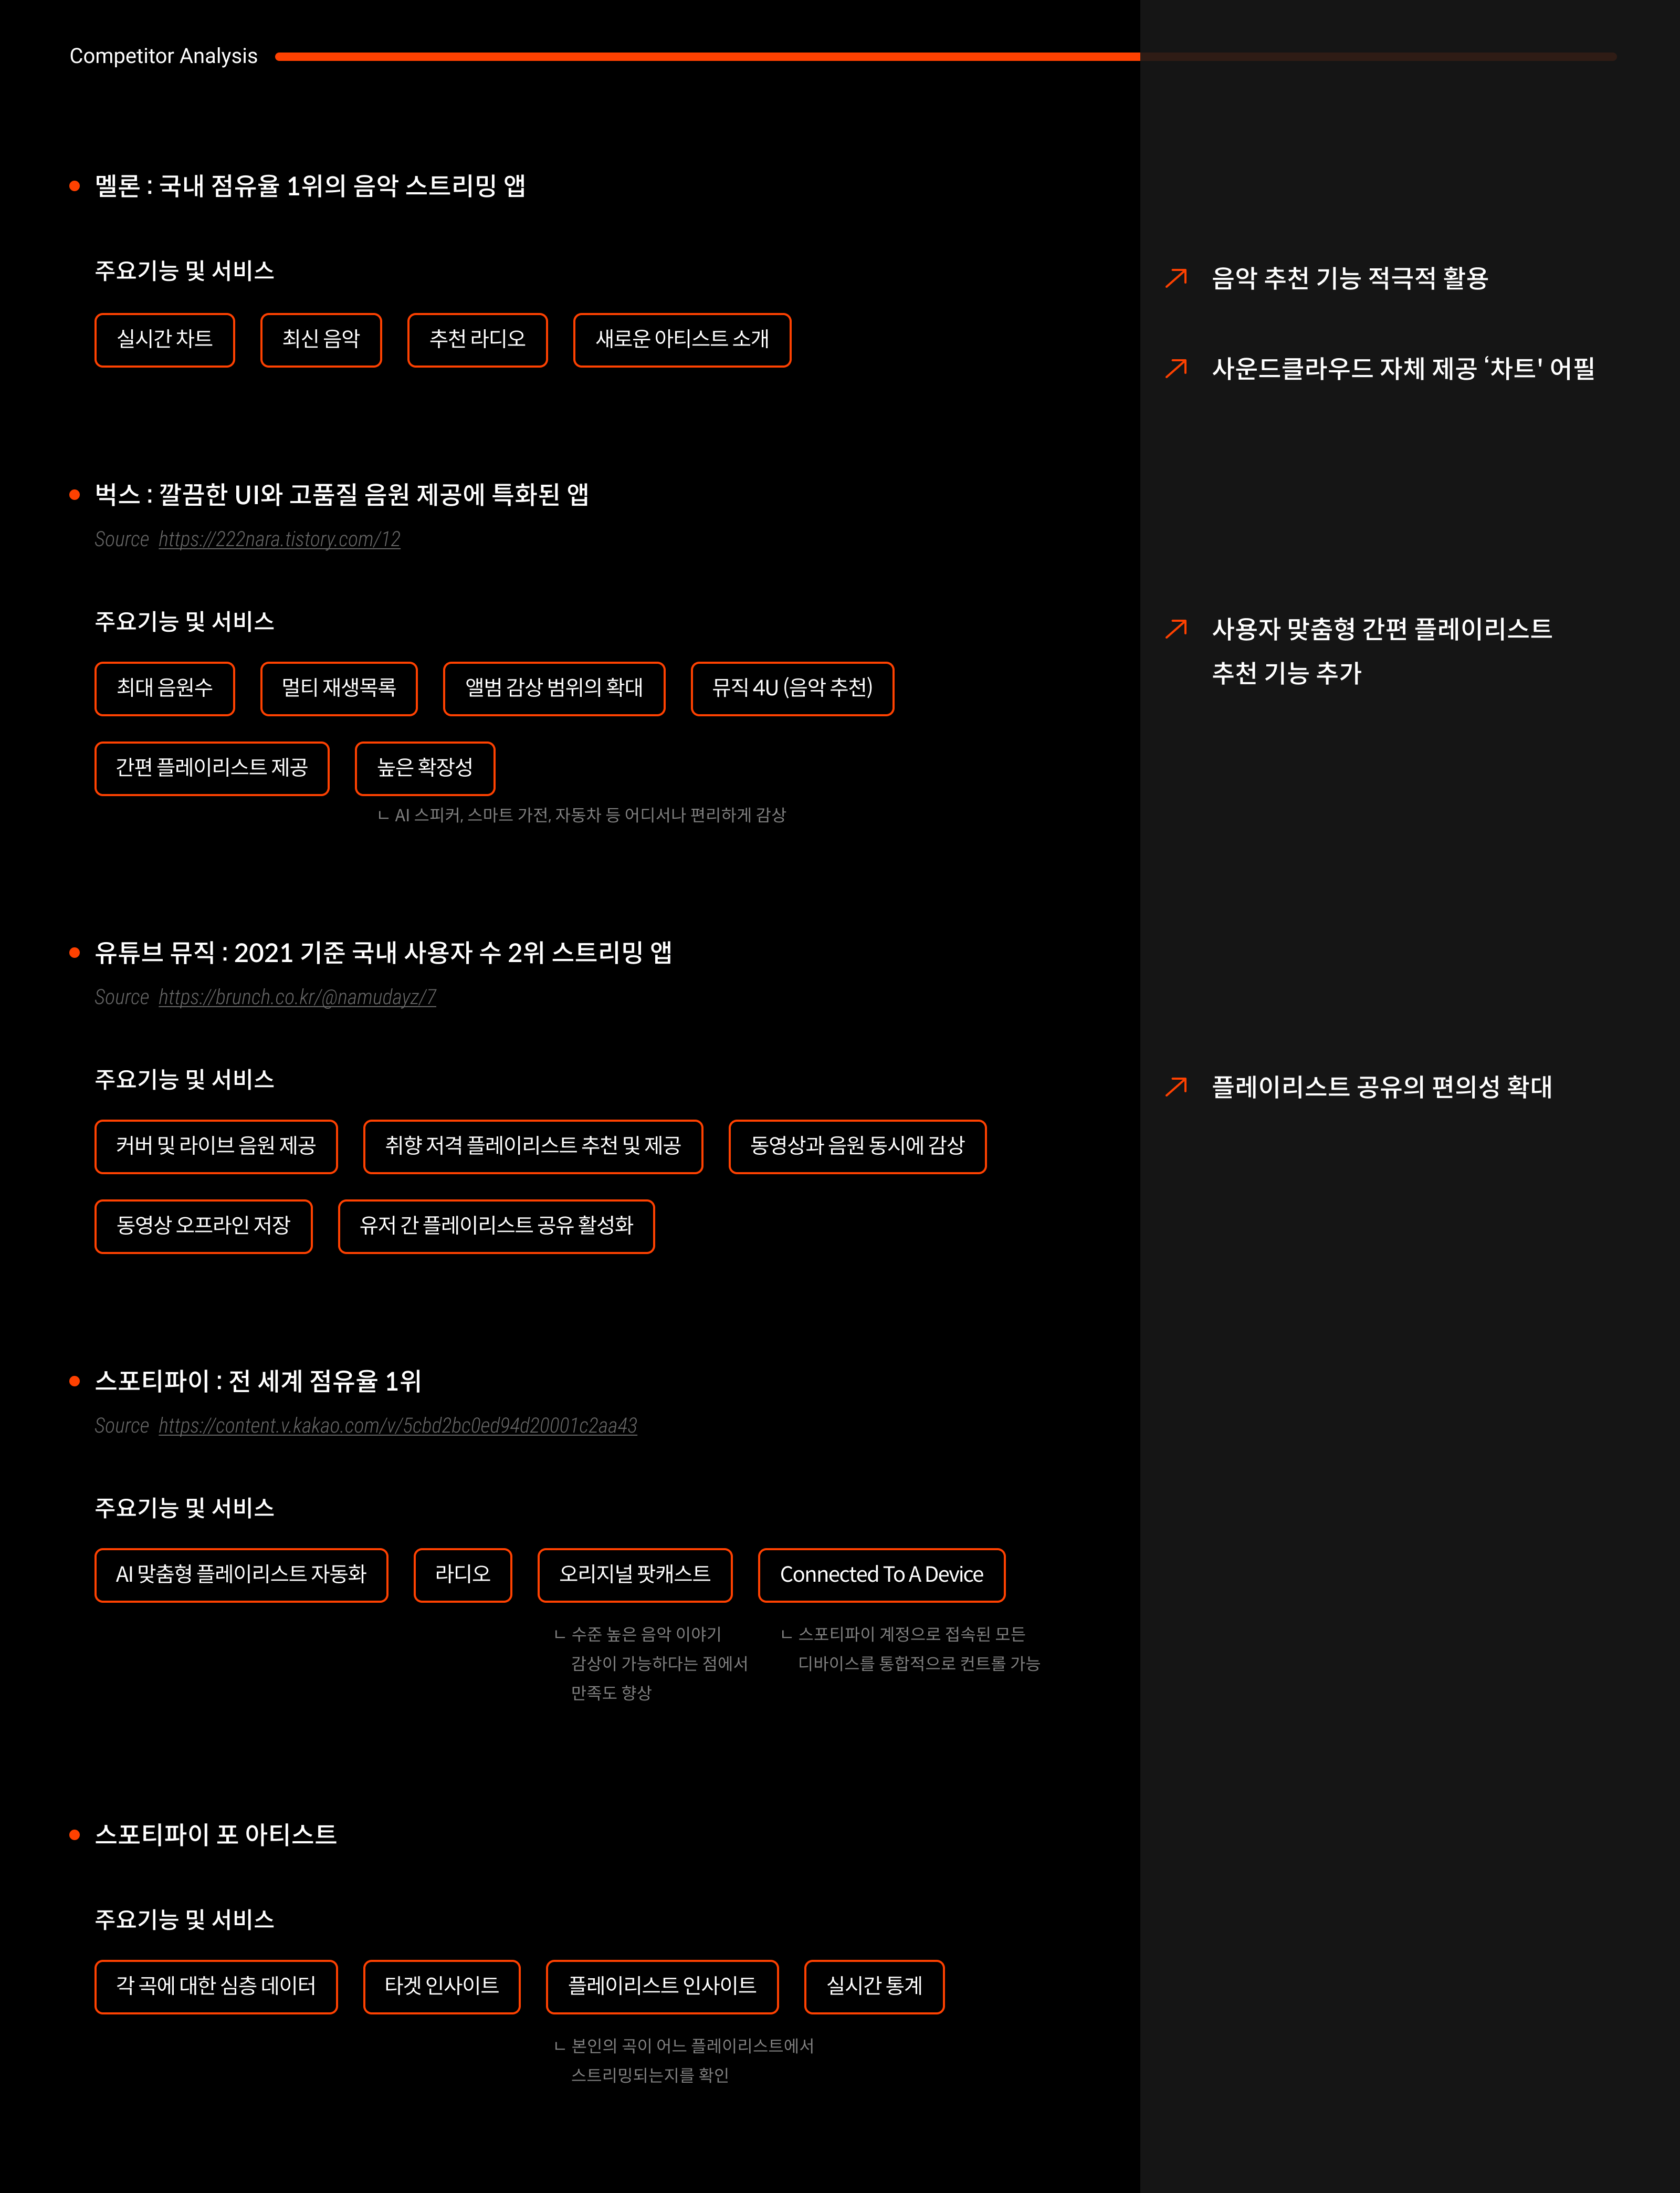 Competitor Analysis
멜론 : 국내 점유율 1위의 음악 스트리밍 앱
주요기능 및 서비스
실시간 차트
최신 음악
추천 라디오
새로운 아티스트 소개
음악 추천 기능 적극적 활용
사운드클라우드 자체 제공 ‘차트' 어필
벅스 : 깔끔한 UI와 고품질 음원 제공에 특화된 앱
Source https://222nara.tistory.com/12
주요기능 및 서비스
최대 음원수
멀티 재생목록
앨범 감상 범위의 확대
뮤직 4U (음악 추천)
간편 플레이리스트 제공
높은 확장성
ㄴ AI 스피커, 스마트 가전, 자동차 등 어디서나 편리하게 감상
사용자 맞춤형 간편 플레이리스트
추천 기능 추가
유튜브 뮤직 : 2021 기준 국내 사용자 수 2위 스트리밍 앱
Source https://brunch.co.kr/@namudayz/7
주요기능 및 서비스
커버 및 라이브 음원 제공
취향 저격 플레이리스트 추천 및 제공
동영상과 음원 동시에 감상
동영상 오프라인 저장
유저 간 플레이리스트 공유 활성화
플레이리스트 공유의 편의성 확대
스포티파이 : 전 세계 점유율 1위
Source https://content.v.kakao.com/v/5cbd2bc0ed94d20001c2aa43
주요기능 및 서비스
AI 맞춤형 플레이리스트 자동화
라디오
오리지널 팟캐스트
Connected To A Device
ㄴ 수준 높은 음악 이야기
감상이 가능하다는 점에서
만족도 향상
ㄴ 스포티파이 계정으로 접속된 모든
디바이스를 통합적으로 컨트롤 가능
스포티파이 포 아티스트
주요기능 및 서비스
각 곡에 대한 심층 데이터
타겟 인사이트
플레이리스트 인사이트
실시간 통계
ㄴ 본인의 곡이 어느 플레이리스트에서
스트리밍되는지를 확인